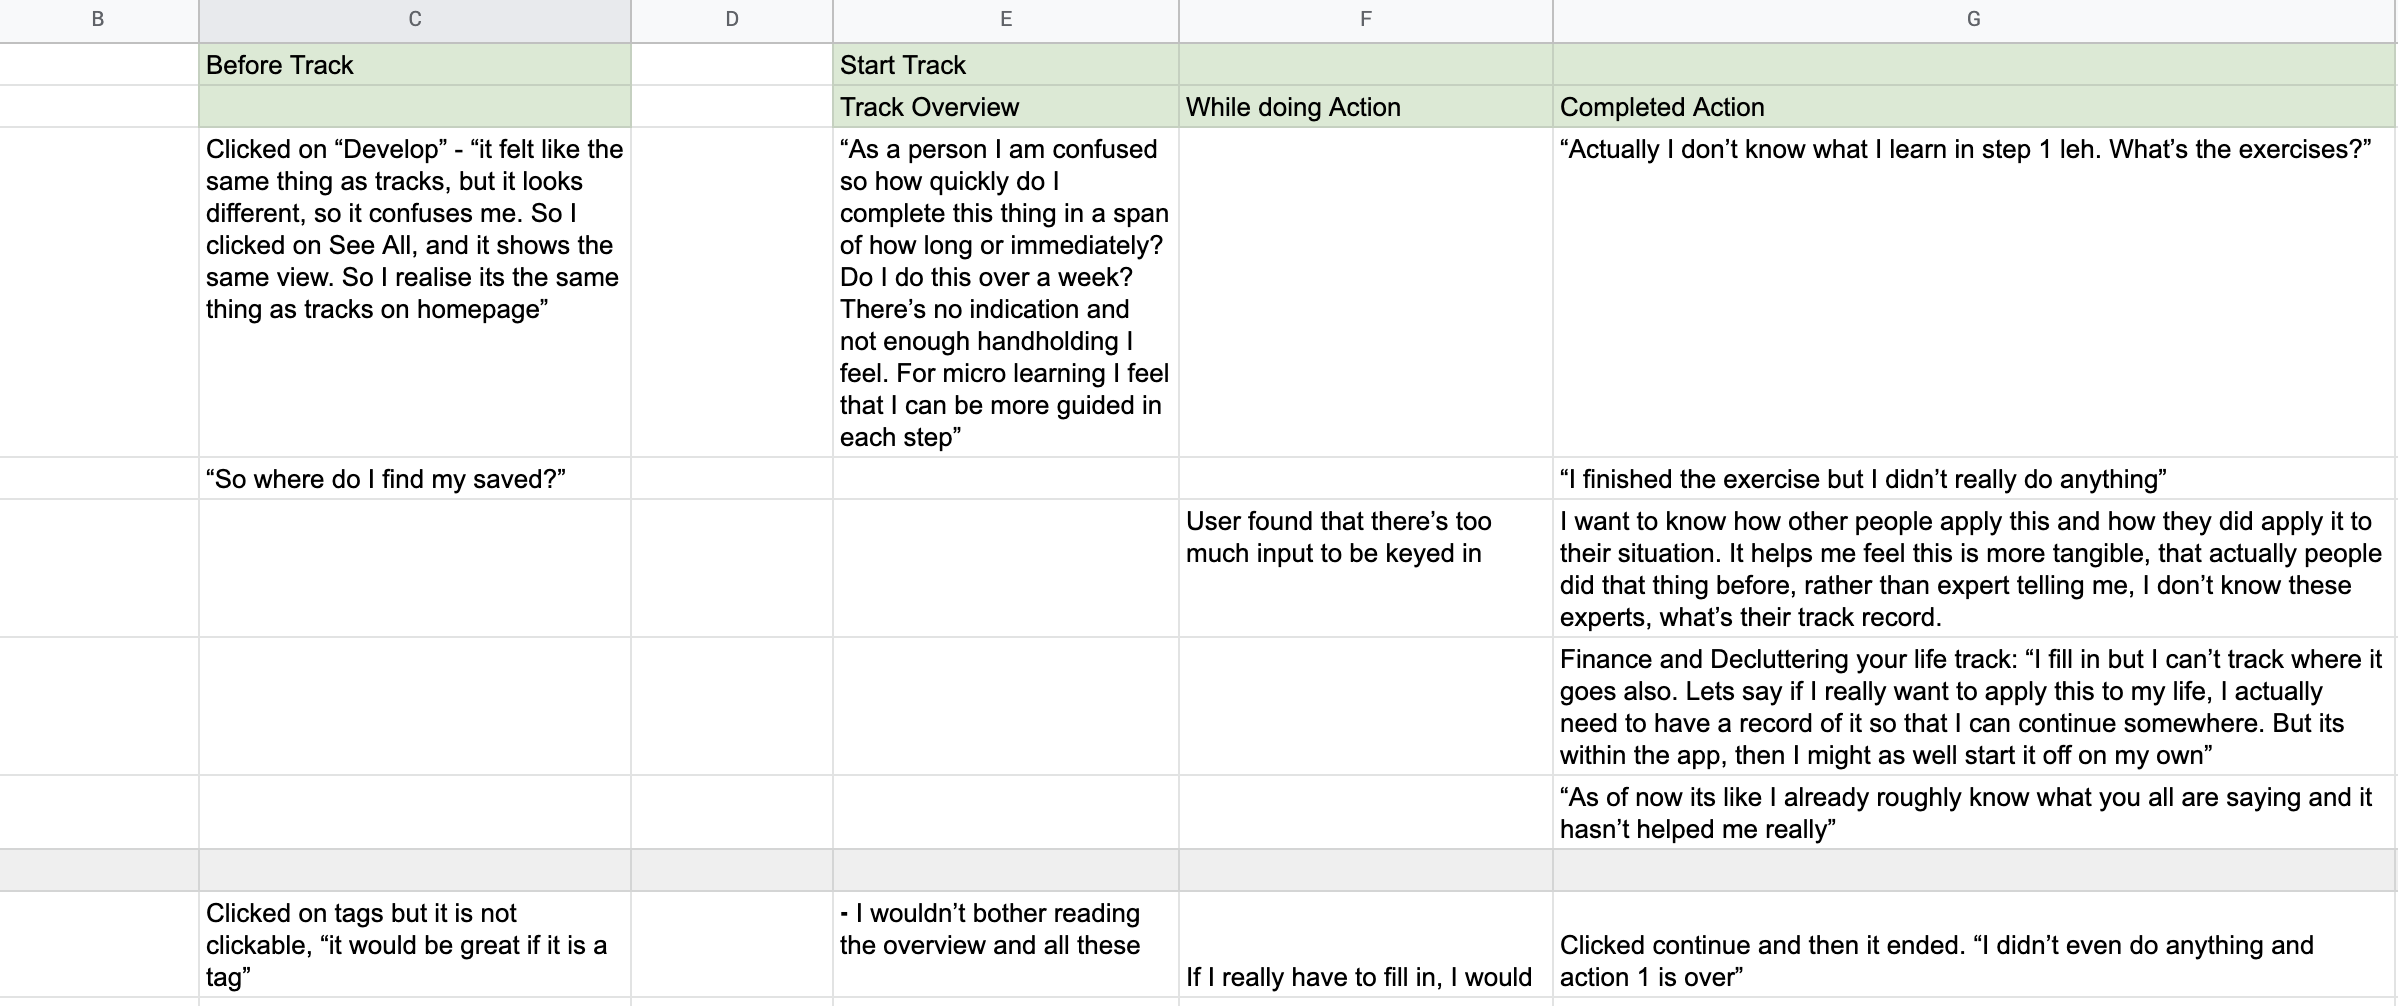 B C D E F G
Before Track Start Track
Track Overview While doing Action Completed Action
Clicked on “Develop” - “it felt like the
same thing as tracks, but it looks
different, so it confuses me. So I
clicked on See All, and it shows the
same view. So I realise its the same
thing as tracks on homepage”
“As a person I am confused
so how quickly do I
complete this thing in a span
of how long or immediately?
Do I do this over a week?
There’s no indication and
not enough handholding I
feel. For micro learning I feel
that I can be more guided in
each step”
“Actually I don’t know what I learn in step 1 leh. What’s the exercises?”
“So where do I find my saved?”
“I finished the exercise but I didn’t really do anything”
User found that there’s too
much input to be keyed in
I want to know how other people apply this and how they did apply it to
their situation. It helps me feel this is more tangible, that actually people
did that thing before, rather than expert telling me, I don’t know these
experts, what’s their track record.
Finance and Decluttering your life track: “I fill in but I can’t track where it
goes also. Lets say if I really want to apply this to my life, I actually
need to have a record of it so that I can continue somewhere. But its
within the app, then I might as well start it off on my own”
“As of now its like I already roughly know what you all are saying and it
hasn’t helped me really”
Clicked on tags but it is not
clickable, “it would be great if it is a
tag”
- I wouldn’t bother reading
the overview and all these
If I really have to fill in, I would
Clicked continue and then it ended. “I didn’t even do anything and
action 1 is over”